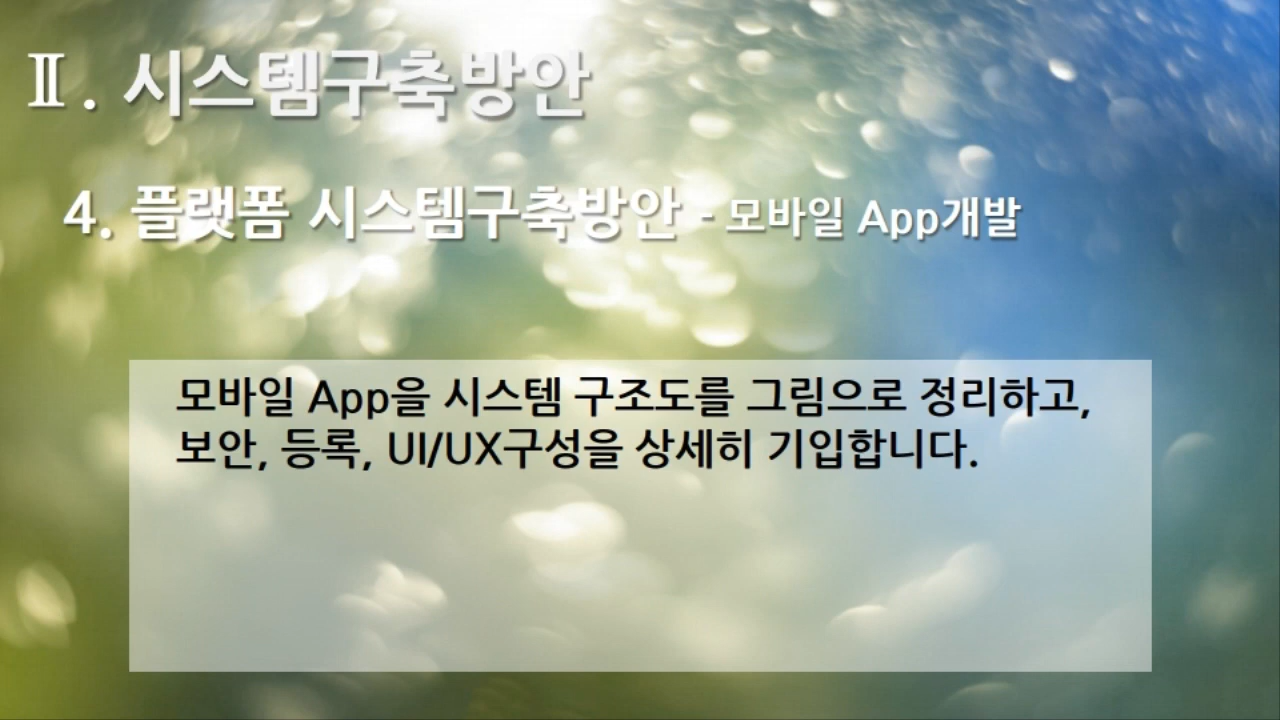 Ⅱ. 시스템구축방안
4. 플랫폼 시스템구축방안 - 모바일 App개발
모바일 App을 시스템 구조도를 그림으로 정리하고,
보안, 등록, UI/UX구성을 상세히 기입합니다.